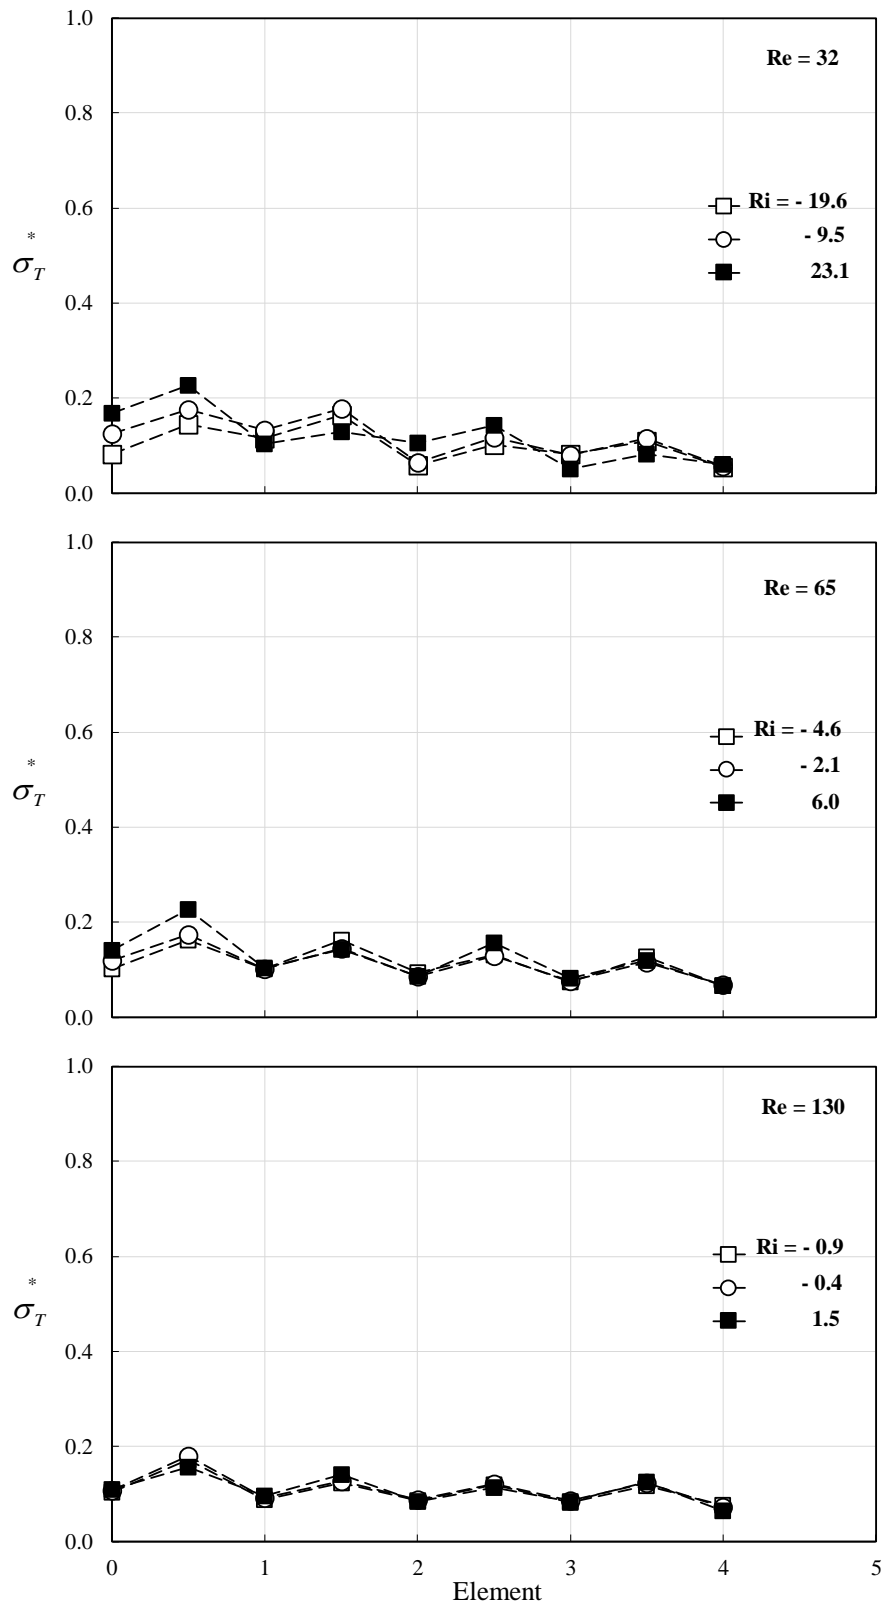 1.0
Re = 32
0.8
0.6
Ri = - 19.6
- 9.5
23.1
σT*
0.4
0.2
0.0
1.0
Re = 65
0.8
0.6
Ri = - 4.6
- 2.1
6.0
σT*
0.4
0.2
0.0
1.0
Re = 130
0.8
0.6
Ri = - 0.9
- 0.4
1.5
σT*
0.4
0.2
0.0
0 1 2 3 4 5
Element